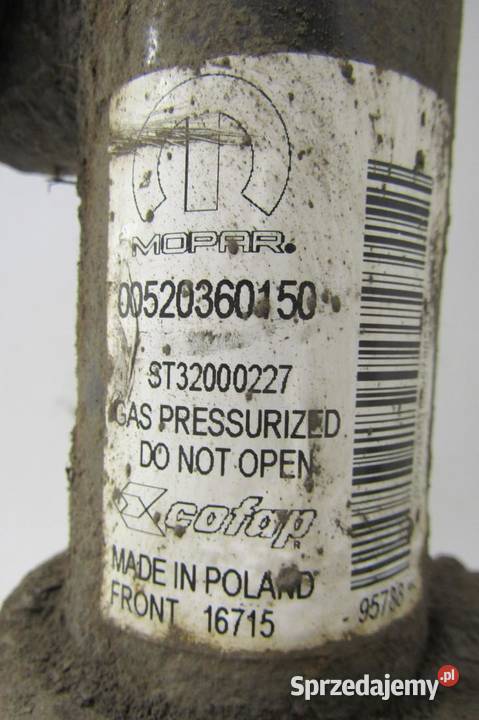 MOPAR.
00520360150
ST32000227
GAS PRESSURIZED
DO NOT OPEN
cofap
R
MADE IN POLAND
FRONT 16715
Sprzedajemy.pl